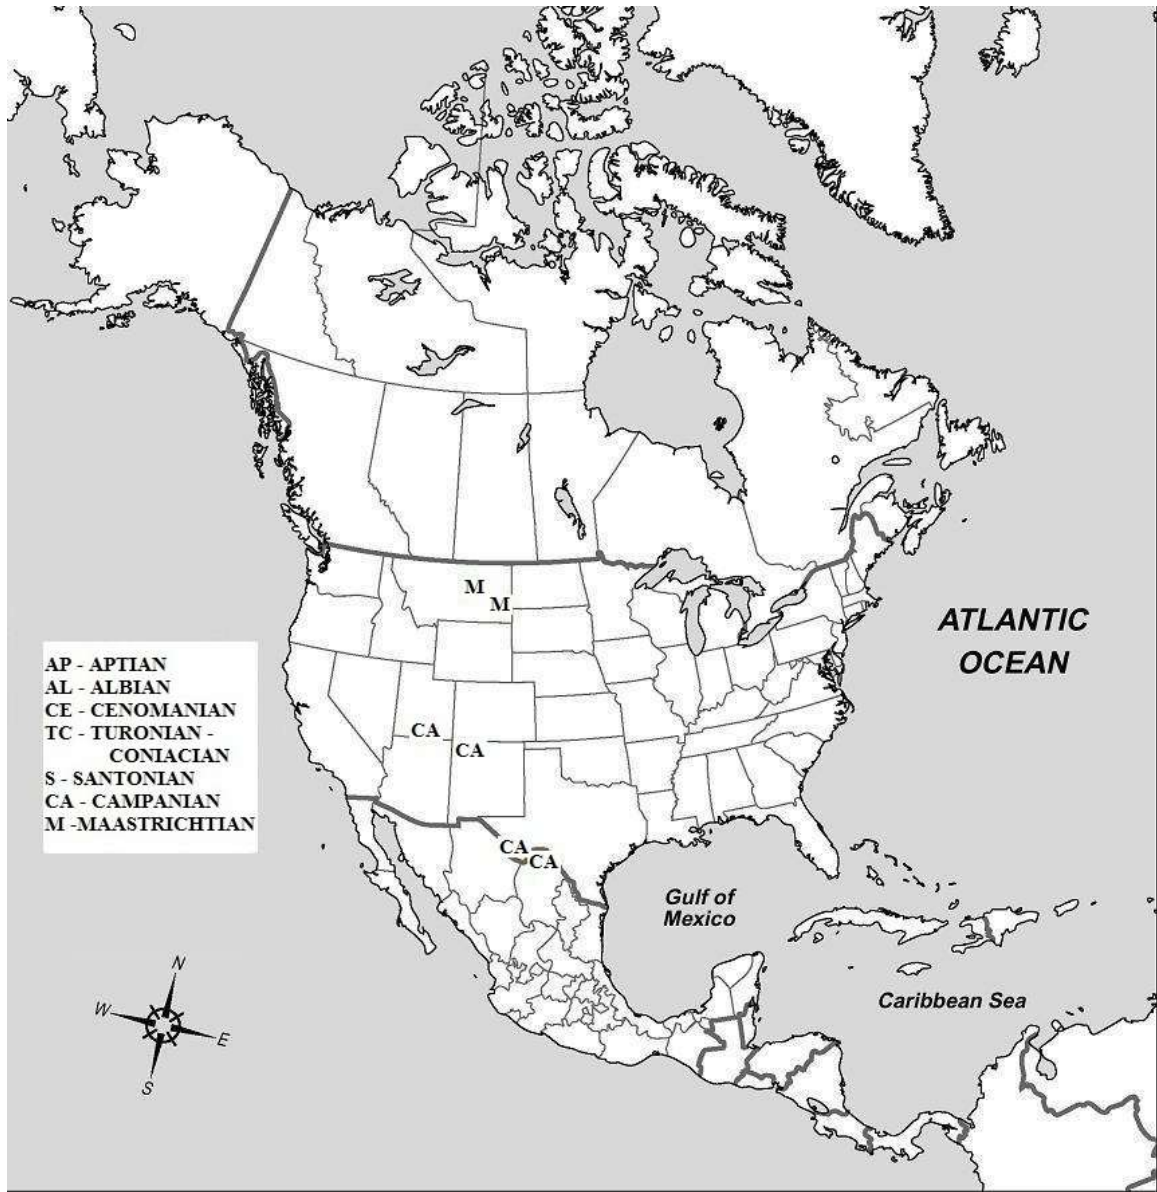 M
M
ATLANTIC
OCEAN
AP - APTIAN
AL - ALBIAN
CE - CENOMANIAN
TC - TURONIAN -
CONIACIAN
S - SANTONIAN
CA - CAMPANIAN
M -MAASTRICHTIAN
CA
CA
CA
CA
Gulf of
Mexico
Caribbean Sea
N
W
E
S